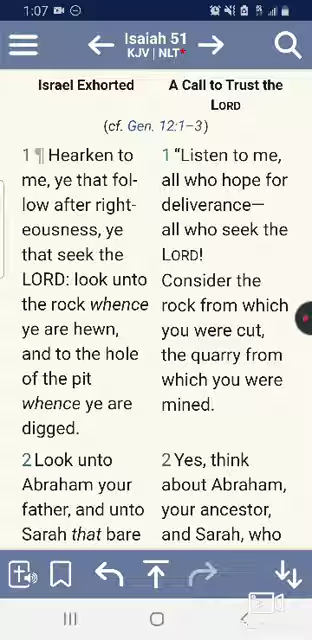 1:07
Isaiah 51
KJV | NLT*
Israel Exhorted
A Call to Trust the
LORD
(cf. Gen. 12:1–3)
1 ¶ Hearken to
me, ye that fol-
low after right-
eousness, ye
that seek the
LORD: look unto
the rock whence
ye are hewn,
and to the hole
of the pit
whence ye are
digged.
2 Look unto
Abraham your
father, and unto
Sarah that bare
1 “Listen to me,
all who hope for
deliverance—
all who seek the
LORD!
Consider the
rock from which
you were cut,
the quarry from
which you were
mined.
2 Yes, think
about Abraham,
your ancestor,
and Sarah, who